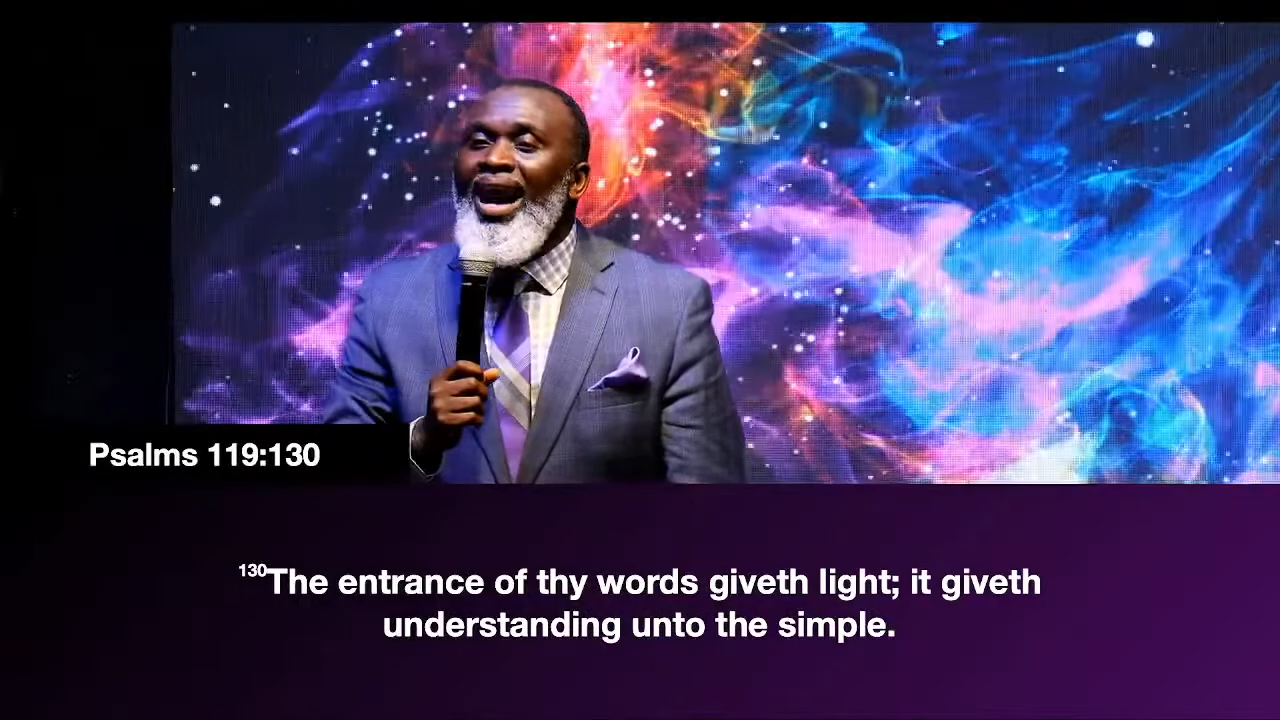 Psalms 119:130
130The entrance of thy words giveth light; it giveth
understanding unto the simple.